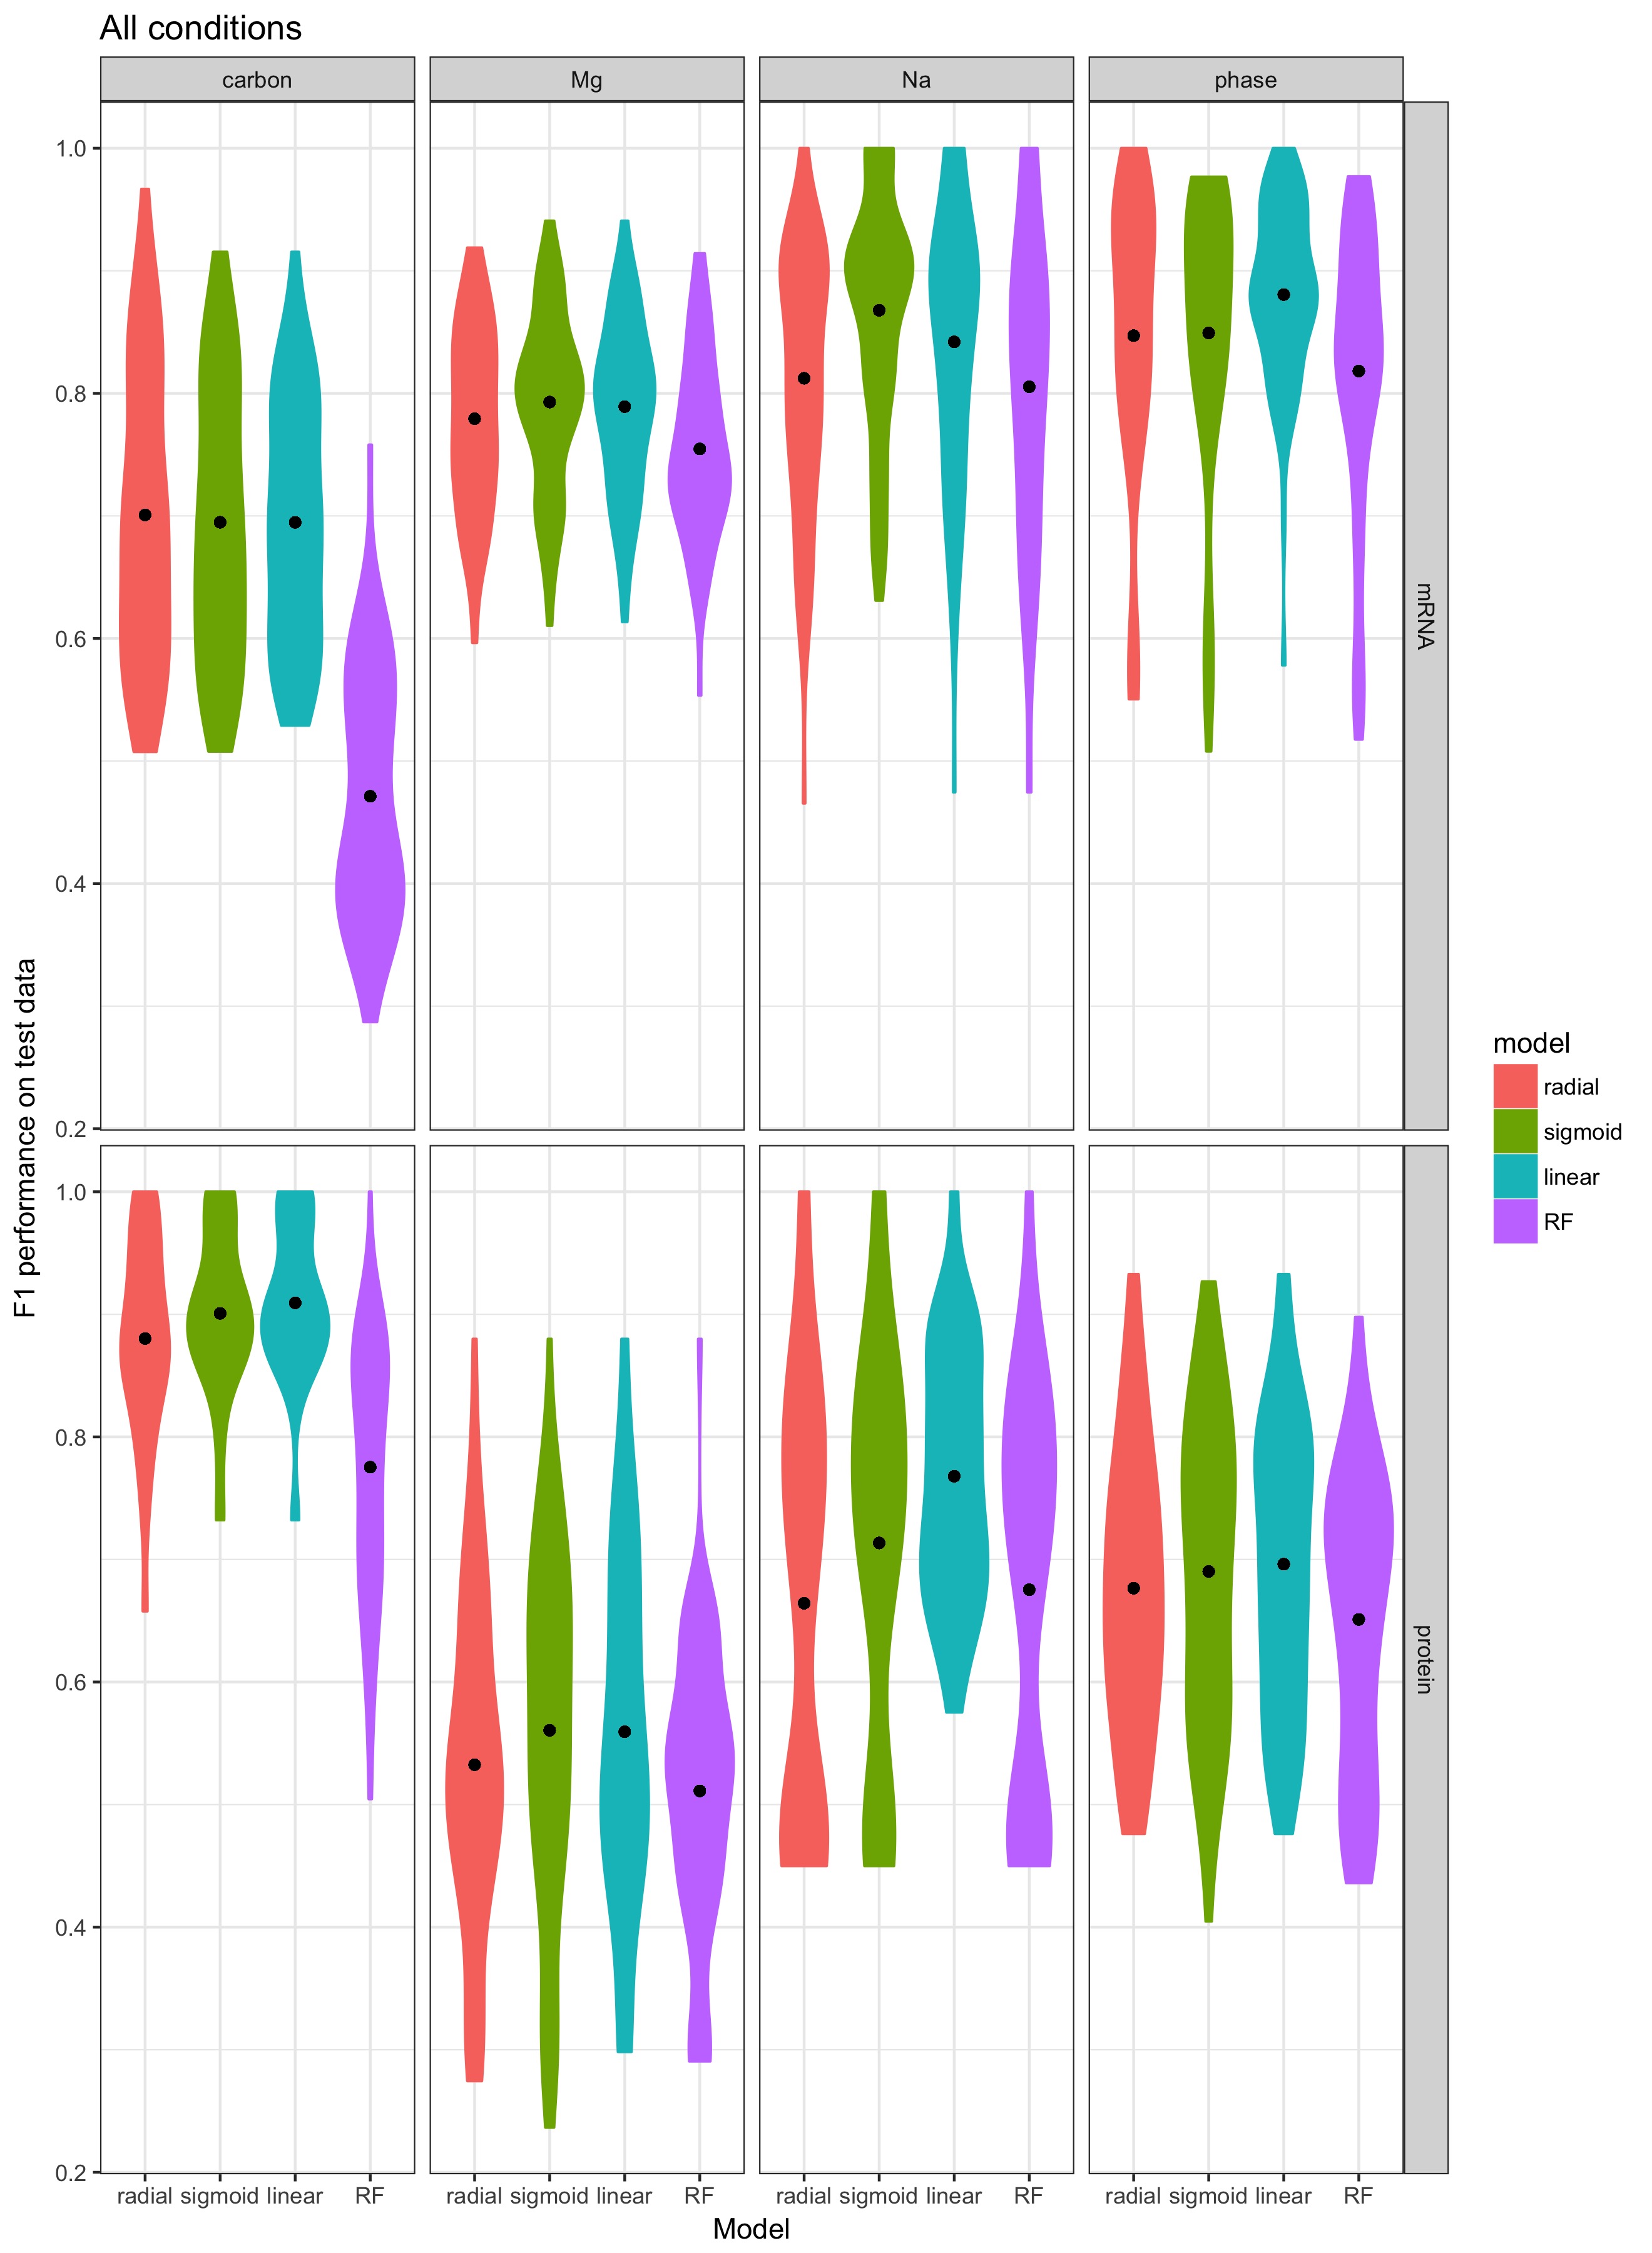 All conditions
carbon Mg Na phase
1.0
0.8
0.6
0.4
0.2
mRNA
1.0
0.8
0.6
0.4
0.2
protein
F1 performance on test data
radial sigmoid linear RF radial sigmoid linear RF radial sigmoid linear RF radial sigmoid linear RF
Model
model
radial
sigmoid
linear
RF